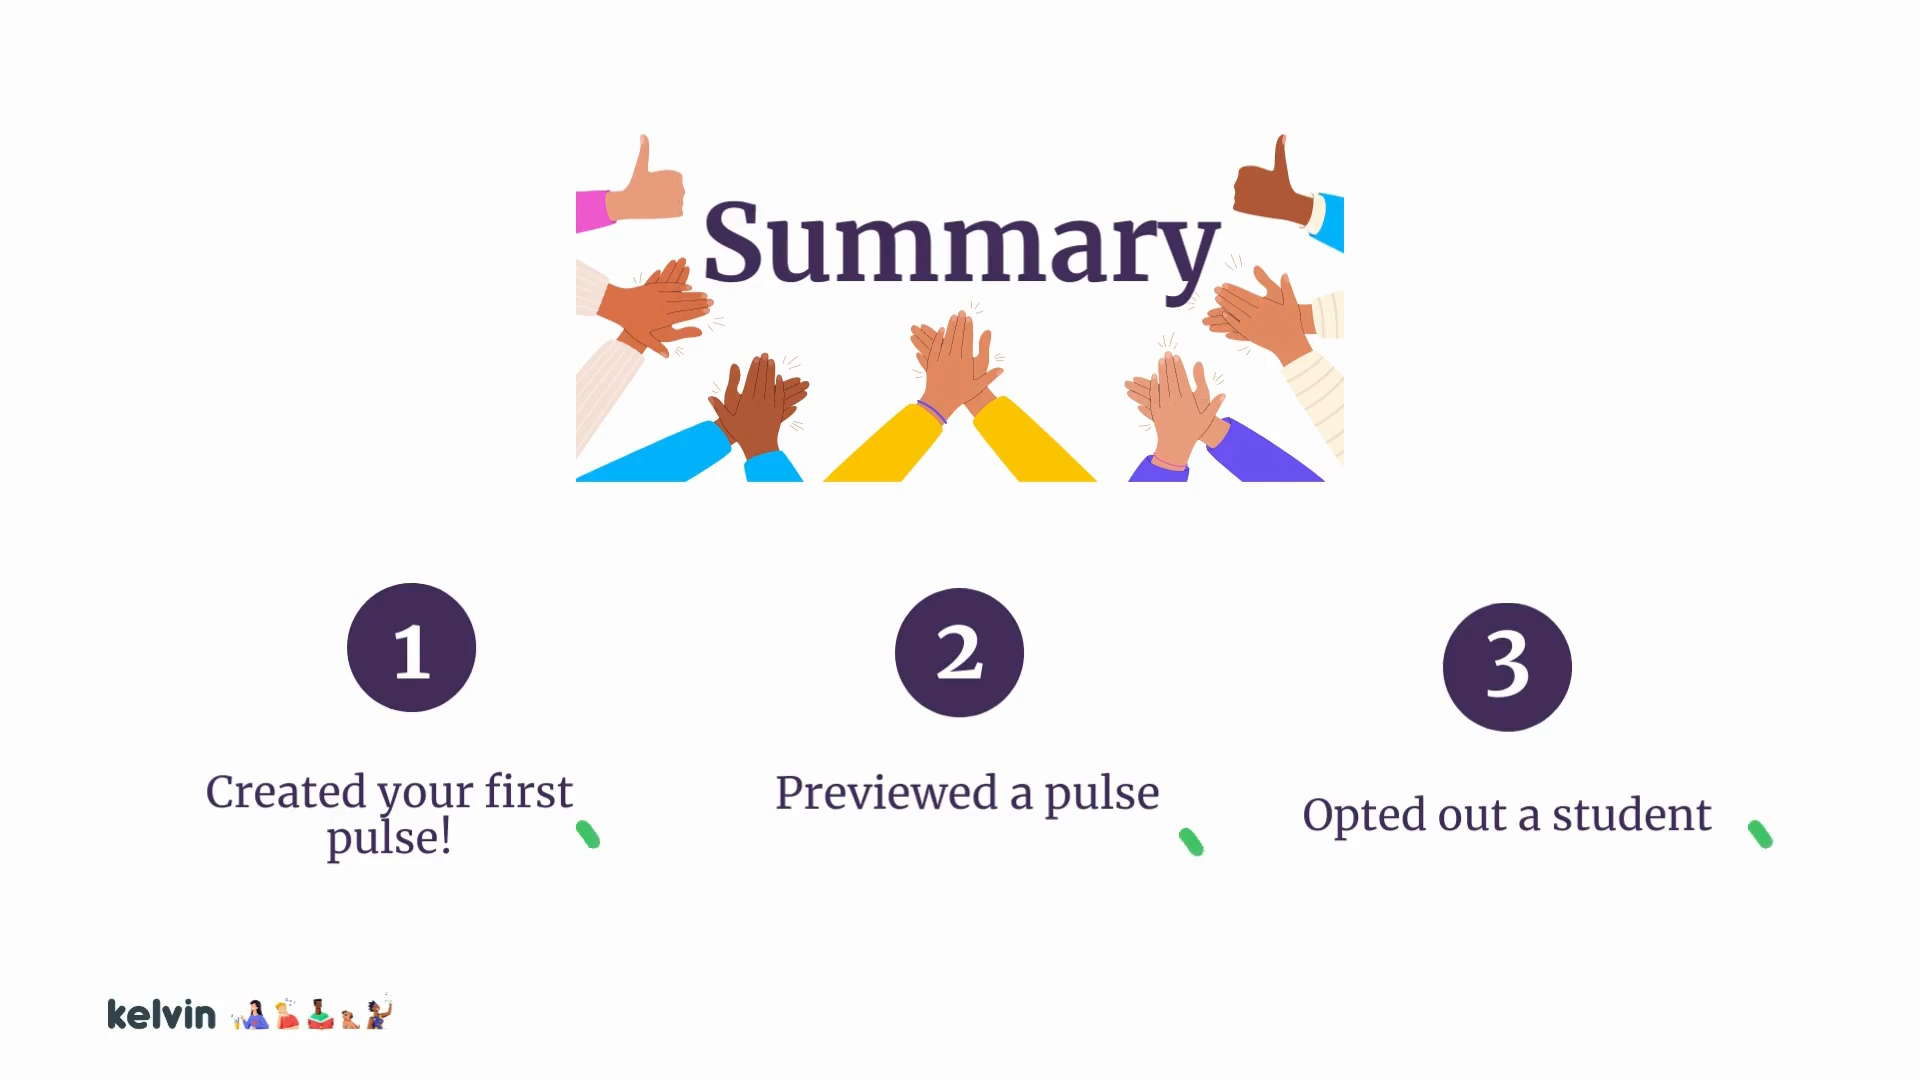 Summary
1
2
3
Created your first
pulse!
Previewed a pulse
Opted out a student
kelvin